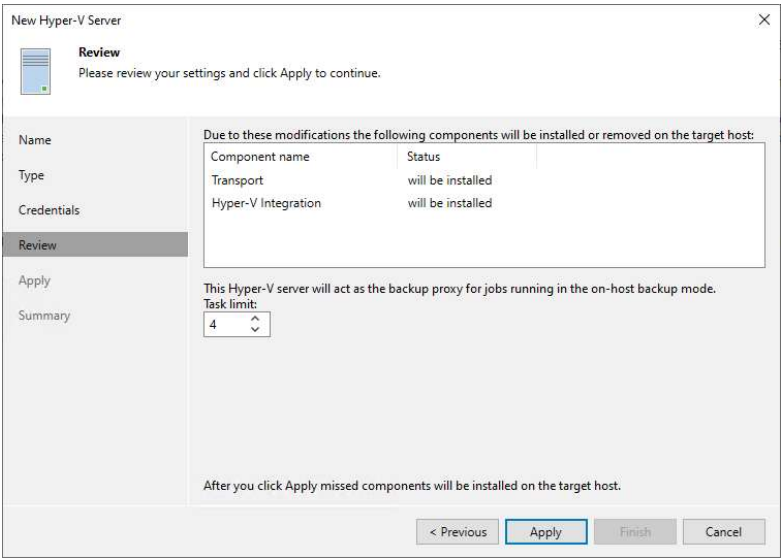 New Hyper-V Server
Review
Please review your settings and click Apply to continue.
Name
Type
Credentials
Review
Apply
Summary
Due to these modifications the following components will be installed or removed on the target host:
Component name Status
Transport will be installed
Hyper-V Integration will be installed
This Hyper-V server will act as the backup proxy for jobs running in the on-host backup mode.
Task limit:
4
After you click Apply missed components will be installed on the target host.
< Previous Apply Finish Cancel